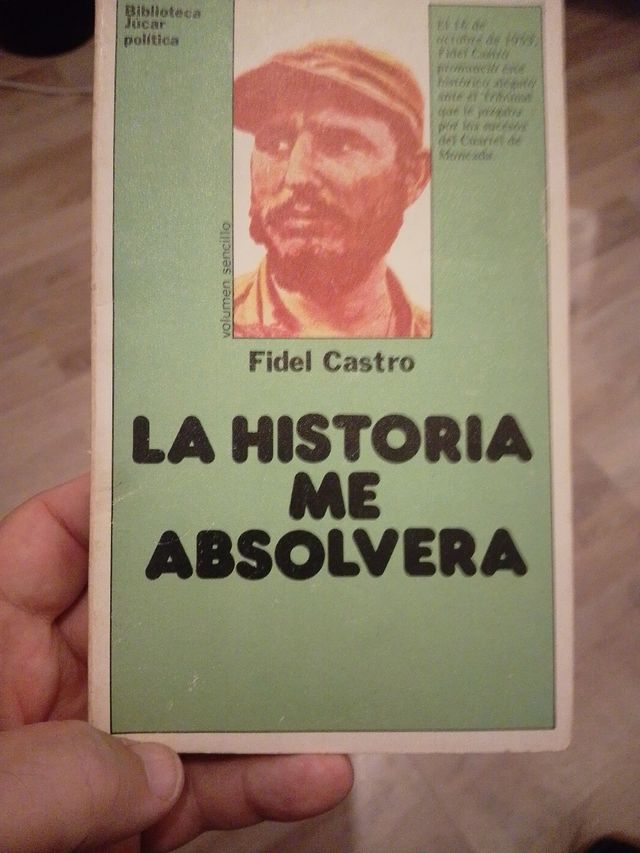 Biblioteca
Júcar
política
El 16 de
octubre de 1953,
Fidel Castro
pronunció este
histórico alegato
ante el Tribunal
que le juzgaba
por los sucesos
del Cuartel de
Moncada.
volumen sencillo
Fidel Castro
LA HISTORIA
ME
ABSOLVERA